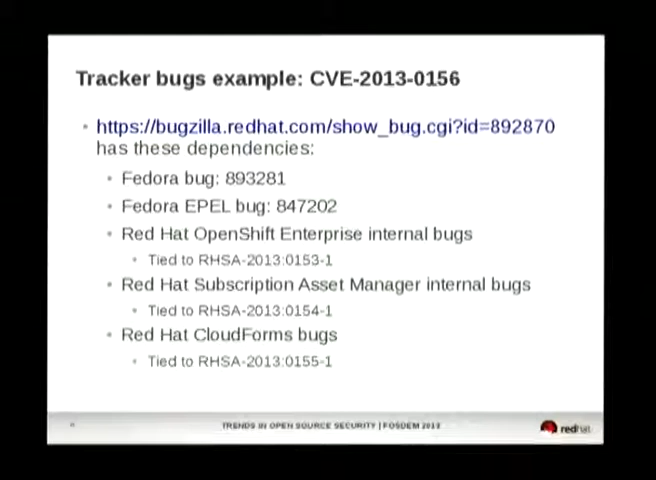 Tracker bugs example: CVE-2013-0156
https://bugzilla.redhat.com/show_bug.cgi?id=892870
has these dependencies:
Fedora bug: 893281
Fedora EPEL bug: 847202
Red Hat OpenShift Enterprise internal bugs
Tied to RHSA-2013:0153-1
Red Hat Subscription Asset Manager internal bugs
Tied to RHSA-2013:0154-1
Red Hat CloudForms bugs
Tied to RHSA-2013:0155-1
TRENDS IN OPEN SOURCE SECURITY | FOSDEM 2013
redhat